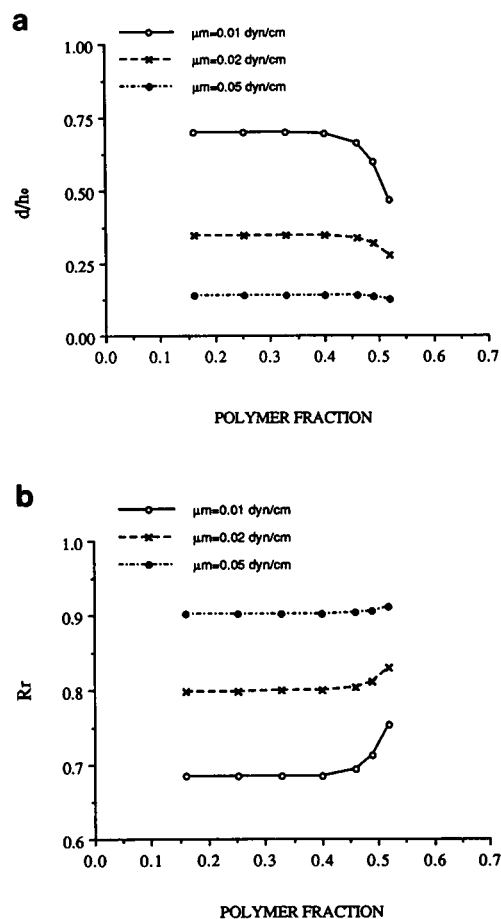 a
μm=0.01 dyn/cm
μm=0.02 dyn/cm
μm=0.05 dyn/cm
1.00
0.75
0.50
0.25
0.00
d/h₀
0.0 0.1 0.2 0.3 0.4 0.5 0.6 0.7
POLYMER FRACTION
b
μm=0.01 dyn/cm
μm=0.02 dyn/cm
μm=0.05 dyn/cm
1.0
0.9
0.8
0.7
0.6
Rr
0.0 0.1 0.2 0.3 0.4 0.5 0.6 0.7
POLYMER FRACTION